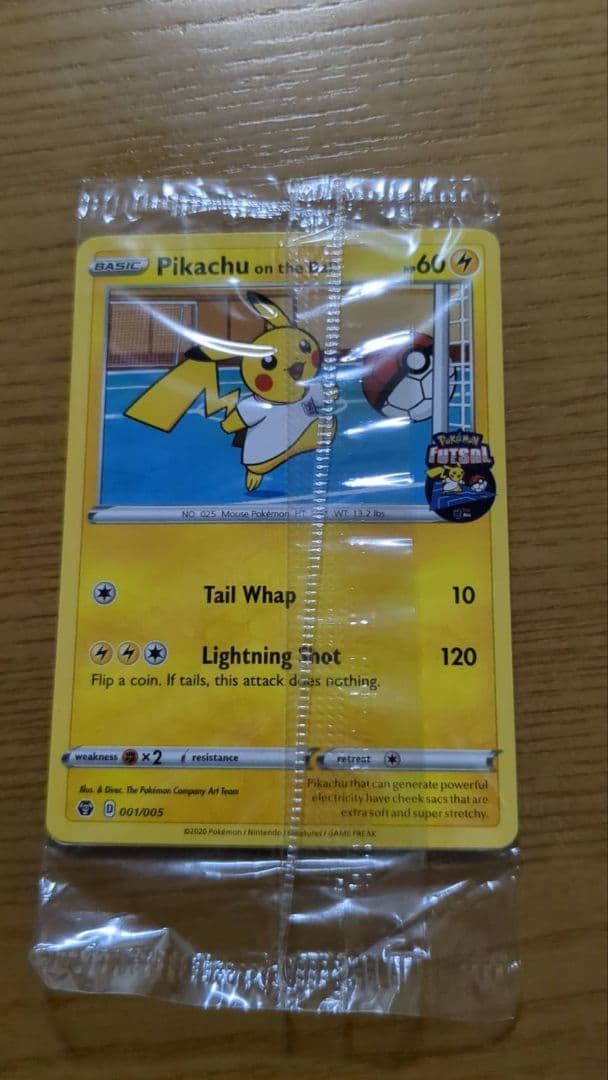 BASIC Pikachu on the Ball HP 60
Pokémon
FUTSAL
NO. 025 Mouse Pokémon HT: WT: 13.2 lbs.
Tail Whap 10
Lightning Shot 120
Flip a coin. If tails, this attack does nothing.
weakness ×2 resistance retreat
Illus. & Direc. The Pokémon Company Art Team
D 001/005
Pikachu that can generate powerful
electricity have cheek sacs that are
extra soft and super stretchy.
©2020 Pokémon / Nintendo / Creatures / GAME FREAK